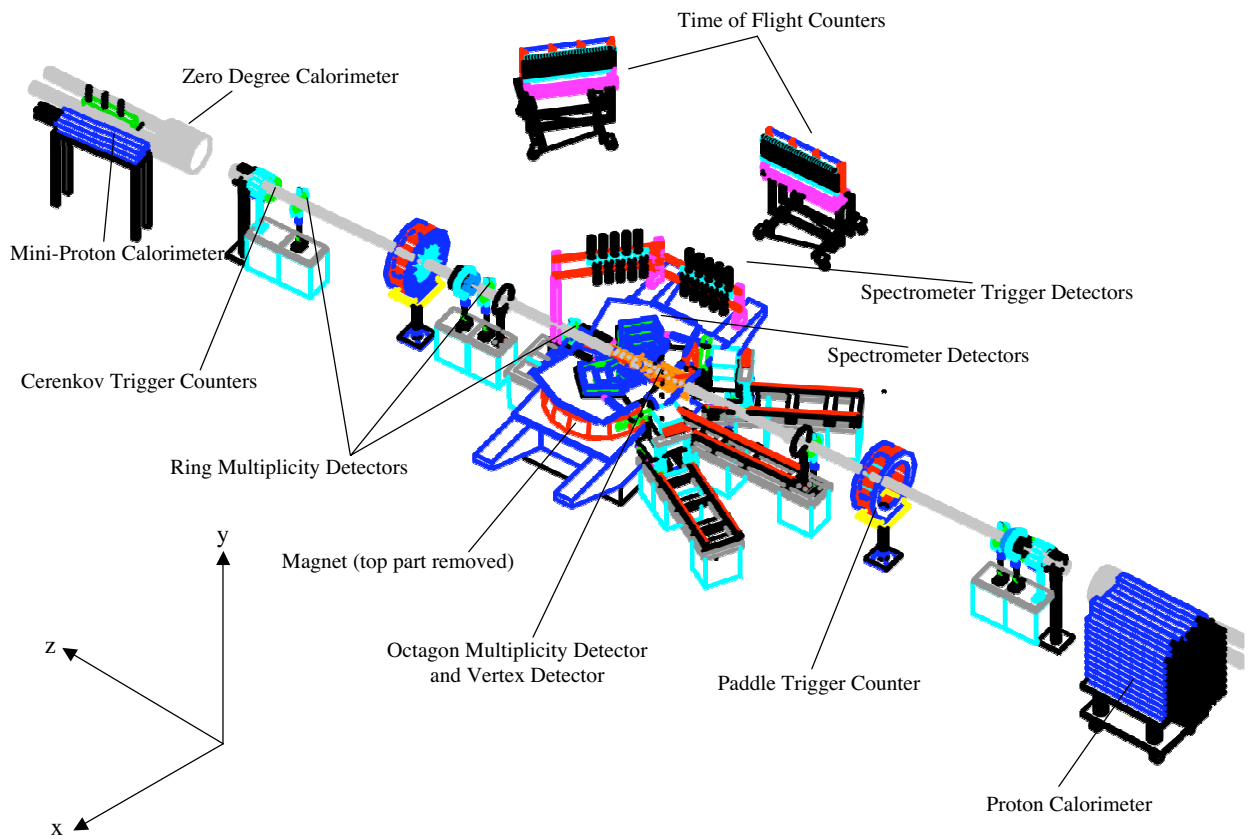 Time of Flight Counters
Zero Degree Calorimeter
Mini-Proton Calorimeter
Spectrometer Trigger Detectors
Spectrometer Detectors
Cerenkov Trigger Counters
Ring Multiplicity Detectors
y
Magnet (top part removed)
z
Octagon Multiplicity Detector
and Vertex Detector
Paddle Trigger Counter
Proton Calorimeter
x